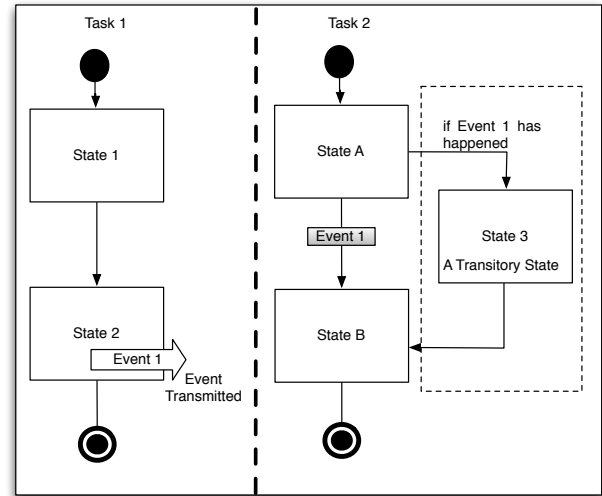 Task 1
State 1
State 2
Event 1
Event
Transmitted
Task 2
State A
if Event 1 has
happened
Event 1
State 3
A Transitory State
State B